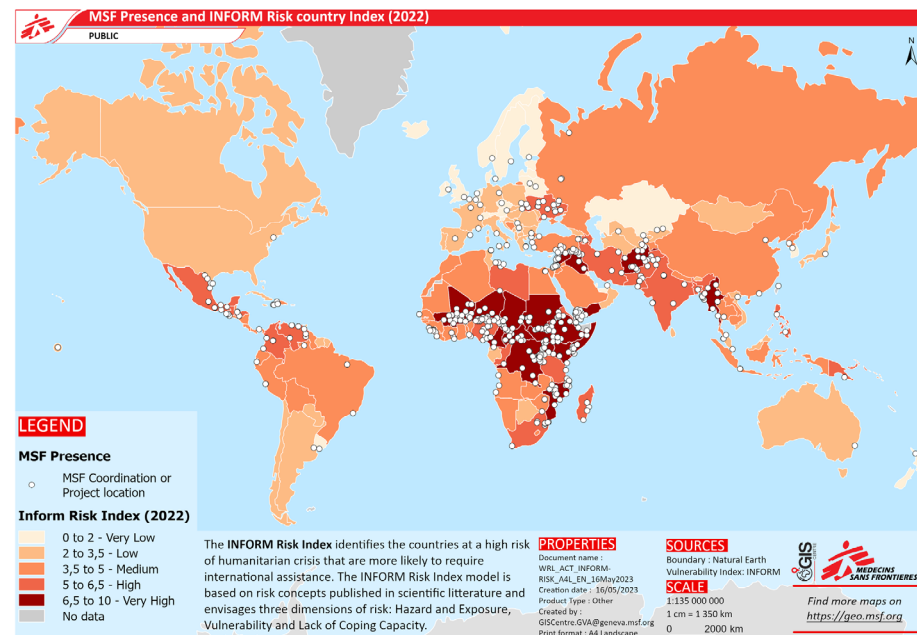 MSF Presence and INFORM Risk country Index (2022)
PUBLIC
N
LEGEND
MSF Presence
MSF Coordination or
Project location
Inform Risk Index (2022)
0 to 2 - Very Low
2 to 3,5 - Low
3,5 to 5 - Medium
5 to 6,5 - High
6,5 to 10 - Very High
No data
The INFORM Risk Index identifies the countries at a high risk
of humanitarian crisis that are more likely to require
international assistance. The INFORM Risk Index model is
based on risk concepts published in scientific litterature and
envisages three dimensions of risk: Hazard and Exposure,
Vulnerability and Lack of Coping Capacity.
PROPERTIES
Document name :
WRL_ACT_INFORM-
RISK_A4L_EN_16May2023
Creation date : 16/05/2023
Product Type : Other
Created by :
GISCentre.GVA@geneva.msf.org
Print format : A4 Landscape
SOURCES
Boundary : Natural Earth
Vulnerability Index: INFORM
SCALE
1:135 000 000
1 cm = 1 350 km
0 2000 km
GIS
CENTRE
MEDECINS
SANS FRONTIERES
Find more maps on
https://geo.msf.org